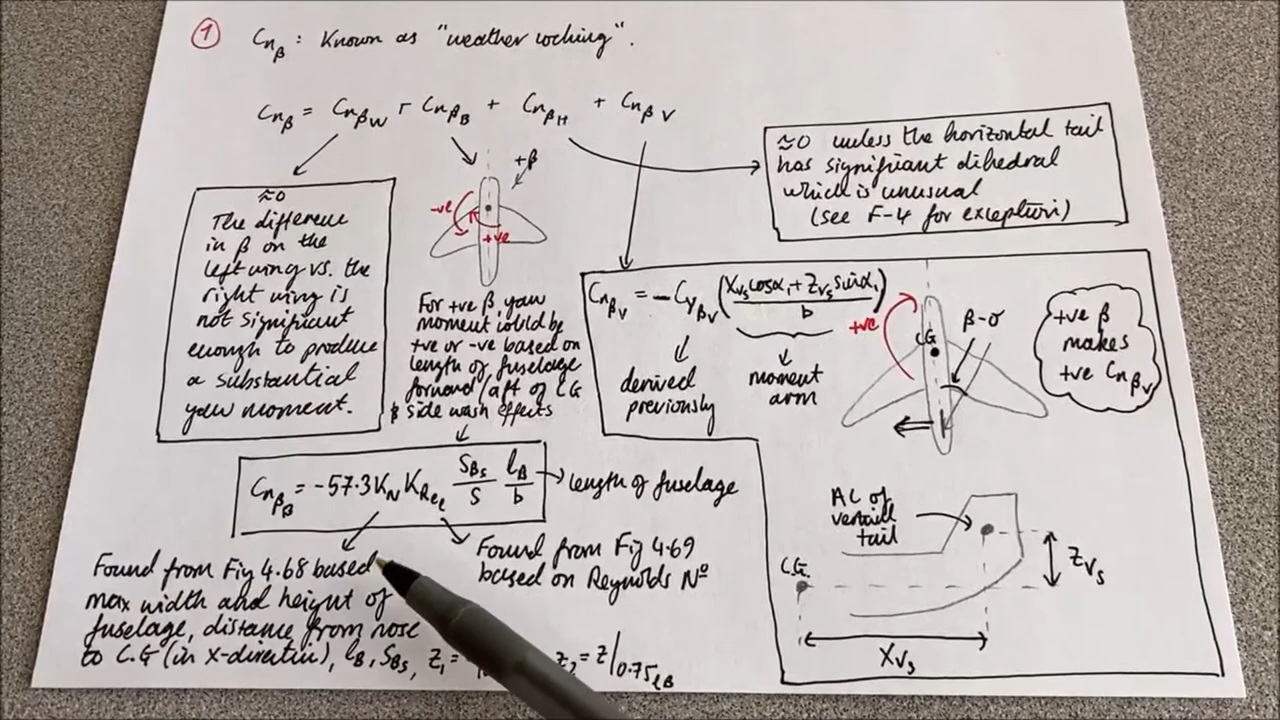 ① Cnβ : Known as "weather cocking".
Cnβ = CnβW + CnβB + CnβH + CnβV
≈0
The difference
in β on the
left wing vs. the
right wing is
not significant
enough to produce
a substantial
yaw moment.
+β
-ve
+ve
For +ve β, yaw
moment could be
+ve or -ve based on
length of fuselage
forward/aft of CG
& side wash effects
≈0 unless the horizontal tail
has significant dihedral
which is unusual
(see F-4 for exception)
CnβV = -CyβV (XVs cosα1 + ZVs sinα1 / b)
derived
previously
moment
arm
+ve
CG
β-σ
+ve β
makes
+ve CnβV
CnβB = -57.3 KN KRel SBs/S lB/b
length of fuselage
Found from Fig 4.68 based
max width and height of
fuselage, distance from nose
to C.G (in X-direction), lB, SBs, Z1 = Z2 = Z|0.75lB
Found from Fig 4.69
based on Reynolds Nº
AC of
vertical
tail
C.G.
ZVs
XVs